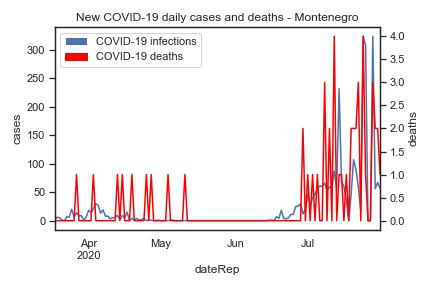 New COVID-19 daily cases and deaths - Montenegro
COVID-19 infections
COVID-19 deaths
300
250
200
150
100
50
0
cases
4.0
3.5
3.0
2.5
2.0
1.5
1.0
0.5
0.0
deaths
Apr
2020
May
Jun
Jul
dateRep